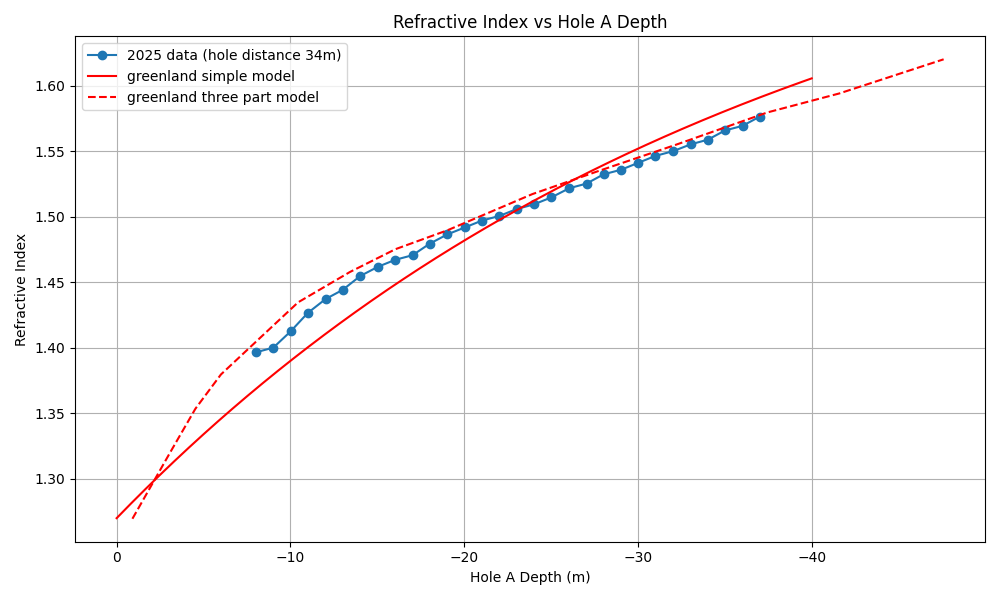 Refractive Index vs Hole A Depth
2025 data (hole distance 34m)
greenland simple model
greenland three part model
Refractive Index
1.60
1.55
1.50
1.45
1.40
1.35
1.30
0
−10
−20
−30
−40
Hole A Depth (m)